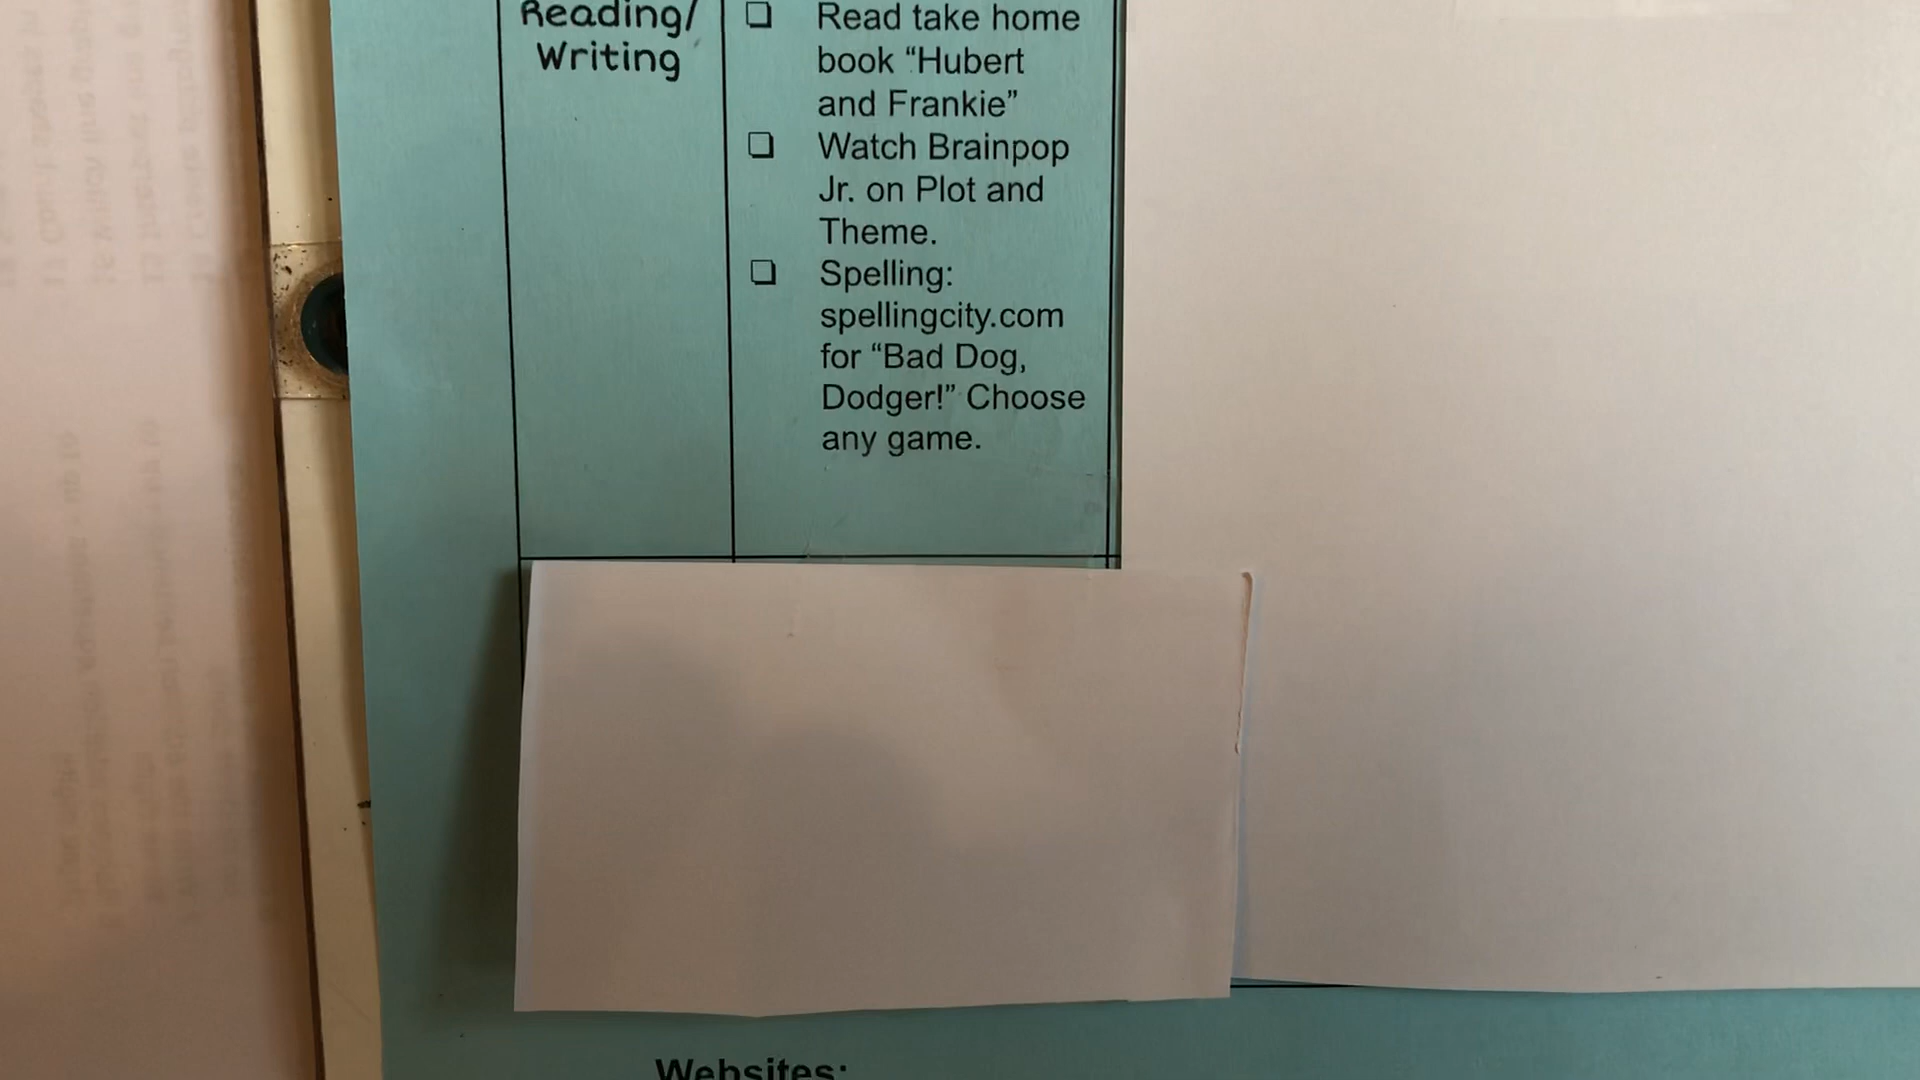 Reading/
Writing
❏ Read take home
book “Hubert
and Frankie”
❏ Watch Brainpop
Jr. on Plot and
Theme.
❏ Spelling:
spellingcity.com
for “Bad Dog,
Dodger!” Choose
any game.
Websites: